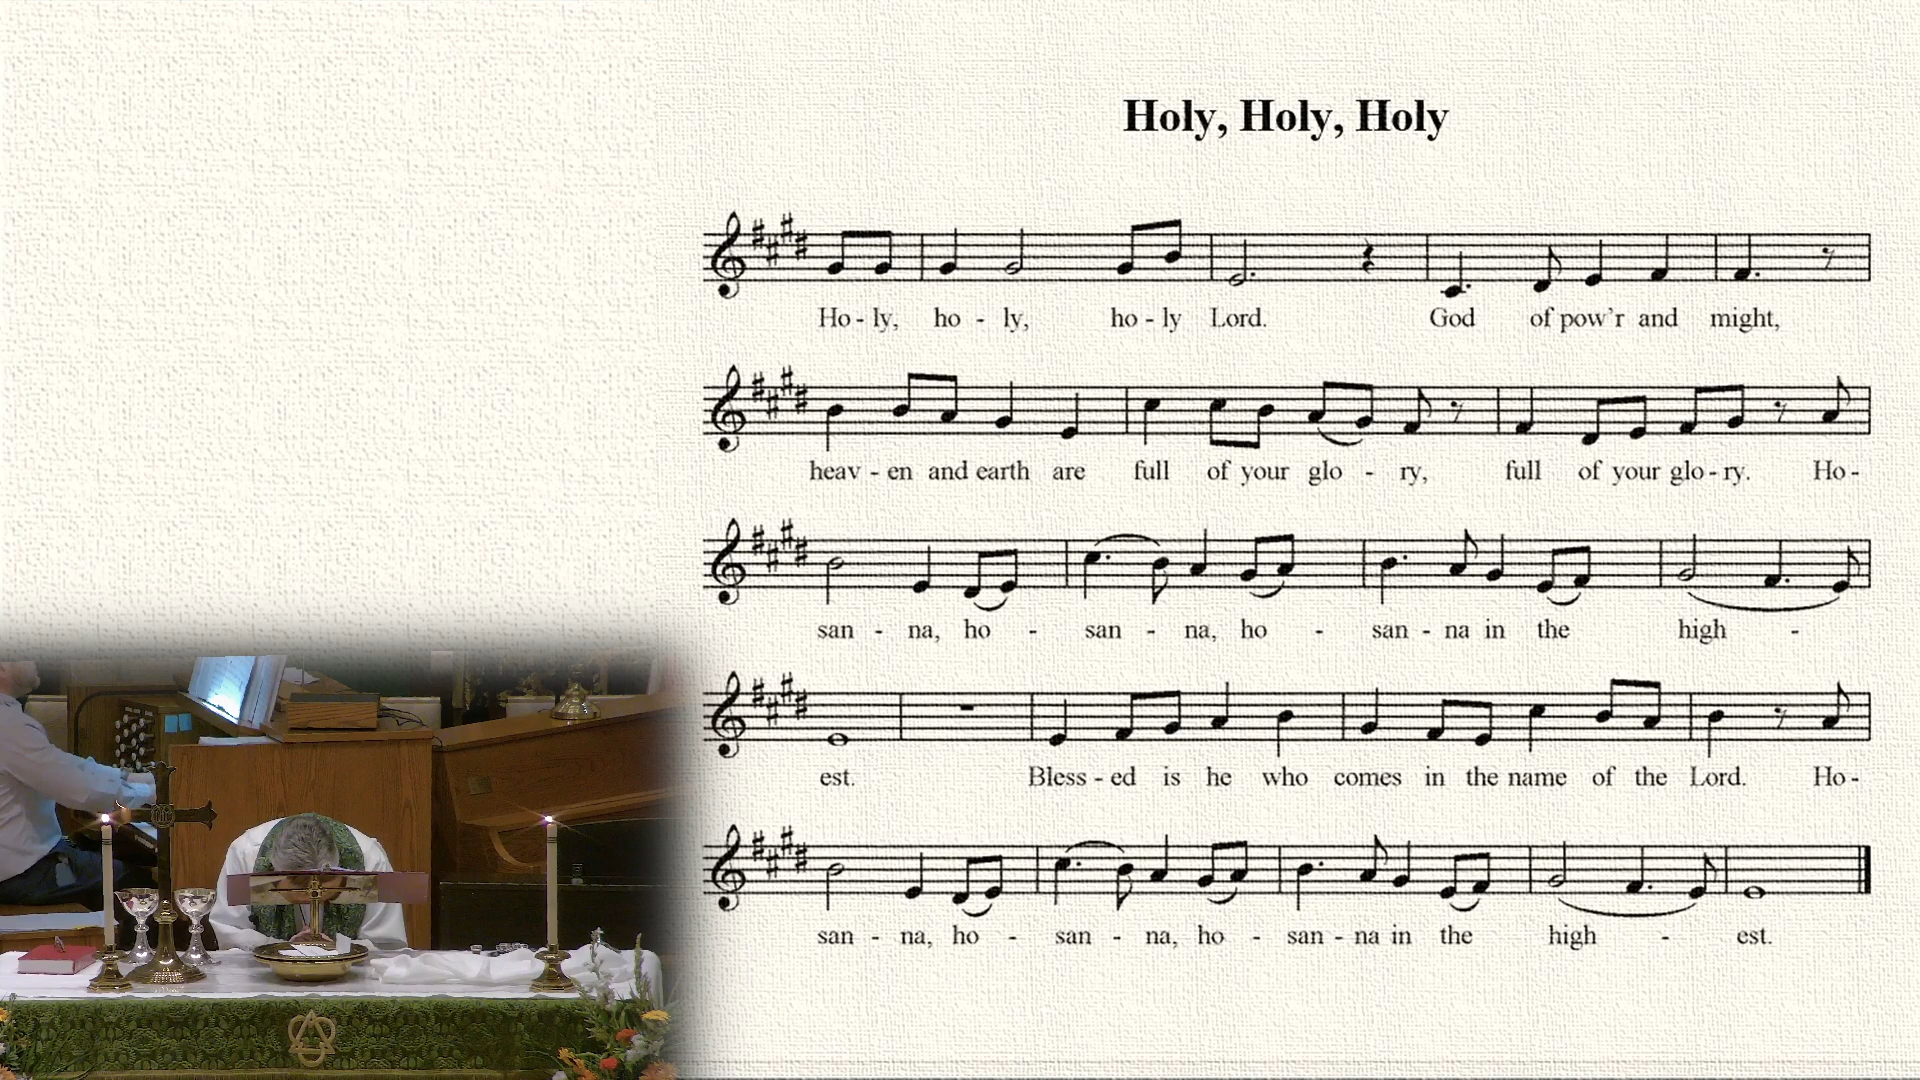 Holy, Holy, Holy
Ho - ly, ho - ly, ho - ly Lord. God of pow'r and might,
heav - en and earth are full of your glo - ry, full of your glo - ry. Ho -
san - na, ho - san - na, ho - san - na in the high -
est. Bless - ed is he who comes in the name of the Lord. Ho -
san - na, ho - san - na, ho - san - na in the high - est.